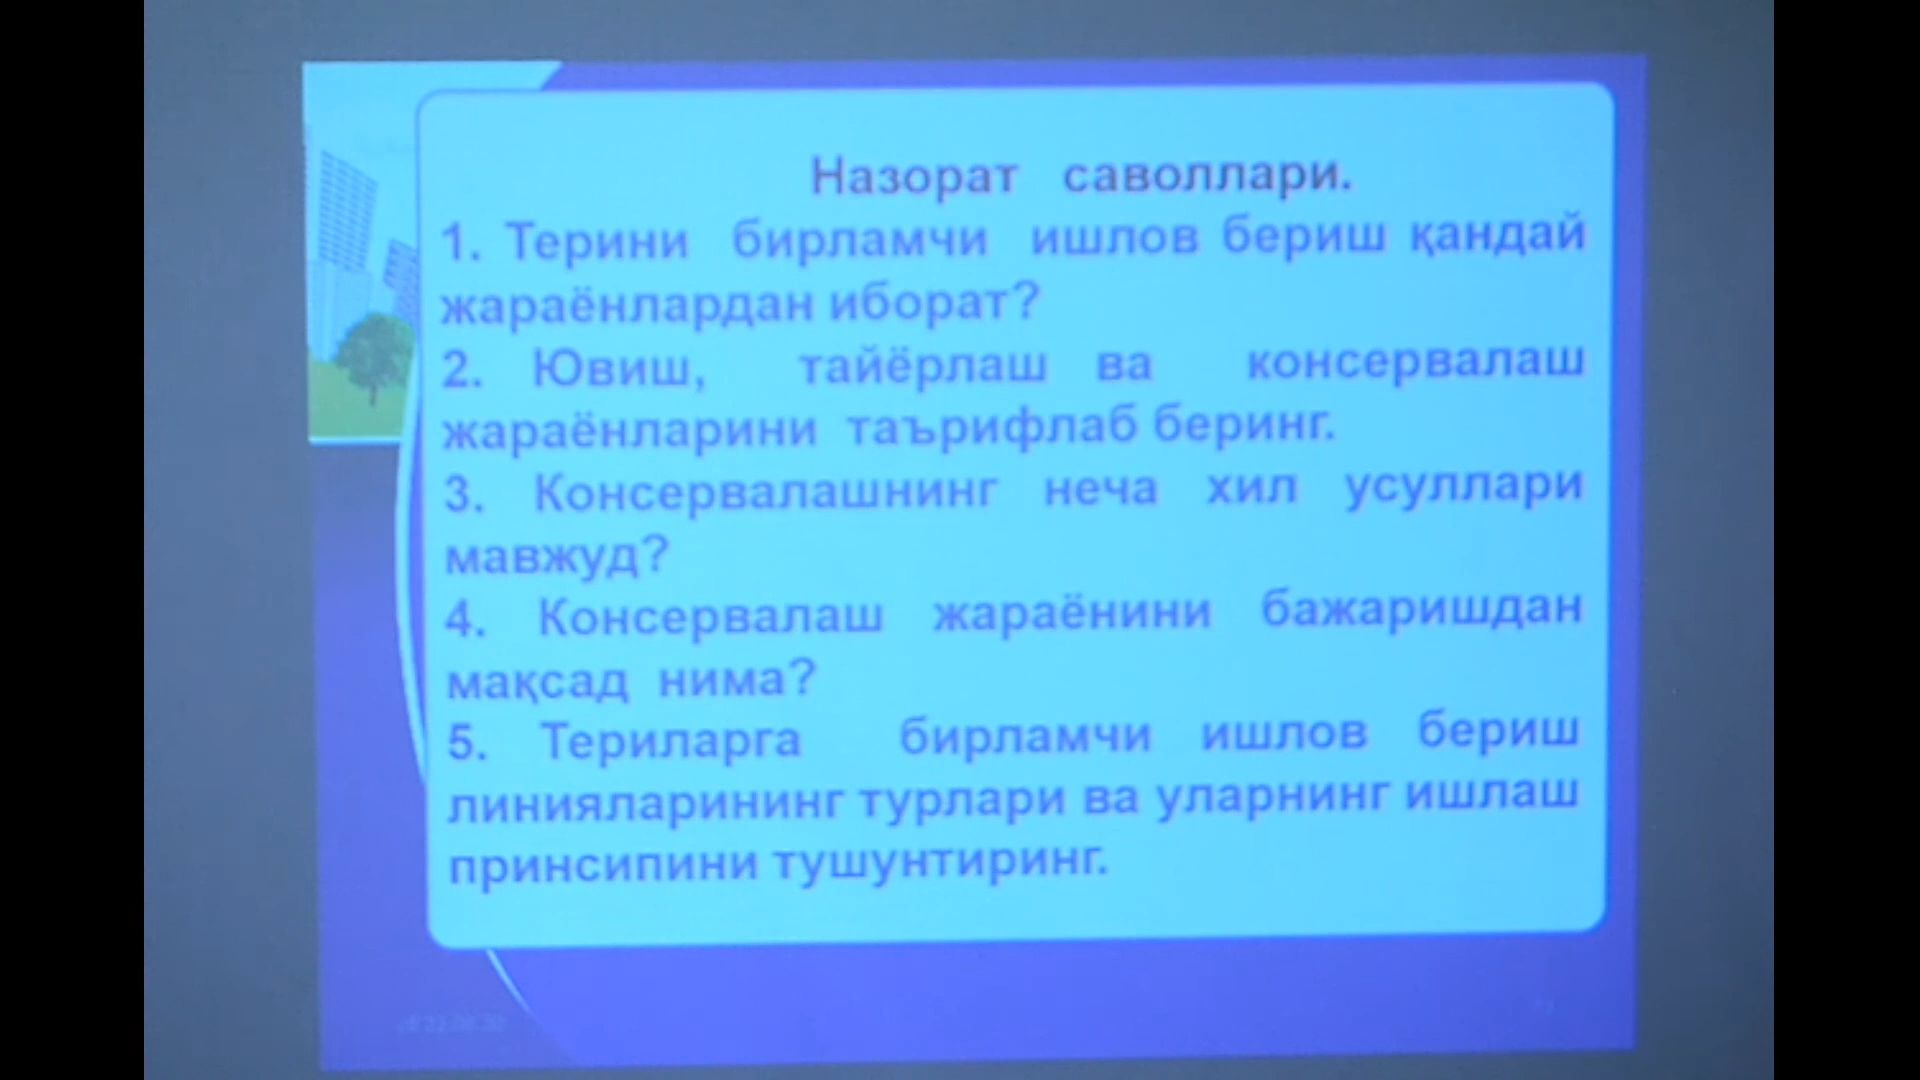 Назорат саволлари.
1. Терини бирламчи ишлов бериш қандай
жараёнлардан иборат?
2. Ювиш, тайёрлаш ва консервалаш
жараёнларини таърифлаб беринг.
3. Консервалашнинг неча хил усуллари
мавжуд?
4. Консервалаш жараёнини бажаришдан
мақсад нима?
5. Териларга бирламчи ишлов бериш
линияларининг турлари ва уларнинг ишлаш
принсипини тушунтиринг.